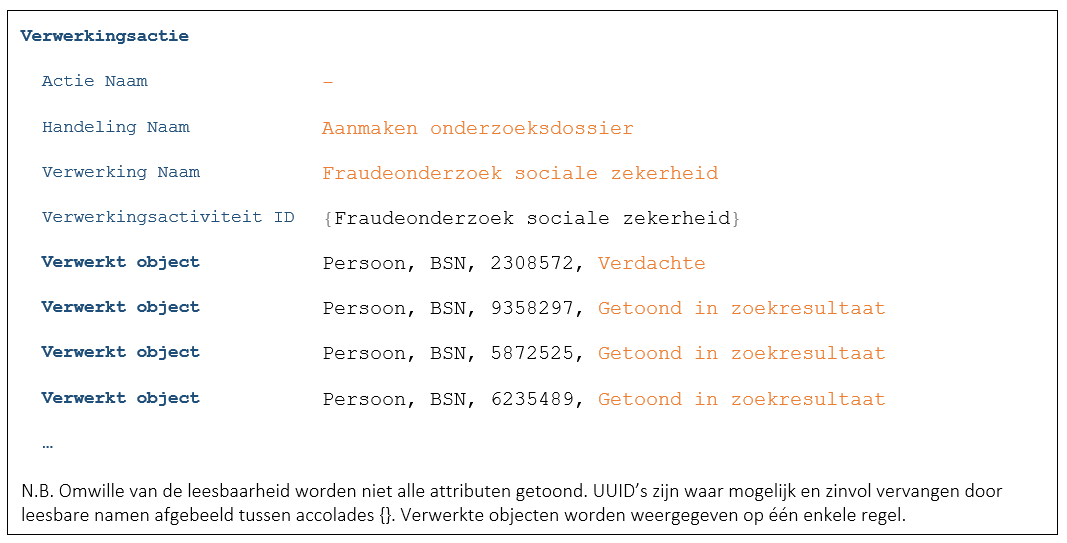 Verwerkingsactie
Actie Naam –
Handeling Naam Aanmaken onderzoeksdossier
Verwerking Naam Fraudeonderzoek sociale zekerheid
Verwerkingsactiviteit ID {Fraudeonderzoek sociale zekerheid}
Verwerkt object Persoon, BSN, 2308572, Verdachte
Verwerkt object Persoon, BSN, 9358297, Getoond in zoekresultaat
Verwerkt object Persoon, BSN, 5872525, Getoond in zoekresultaat
Verwerkt object Persoon, BSN, 6235489, Getoond in zoekresultaat
…
N.B. Omwille van de leesbaarheid worden niet alle attributen getoond. UUID’s zijn waar mogelijk en zinvol vervangen door
leesbare namen afgebeeld tussen accolades {}. Verwerkte objecten worden weergegeven op één enkele regel.